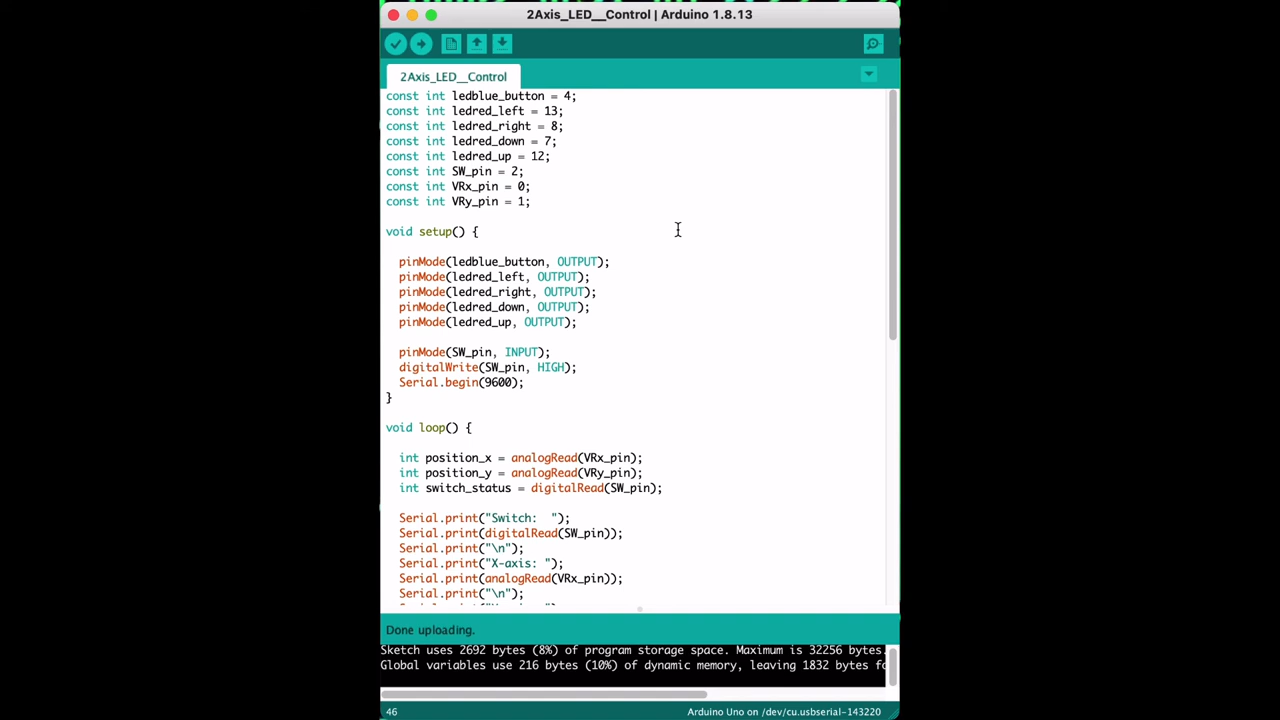 2Axis_LED__Control | Arduino 1.8.13
2Axis_LED__Control
const int ledblue_button = 4;
const int ledred_left = 13;
const int ledred_right = 8;
const int ledred_down = 7;
const int ledred_up = 12;
const int SW_pin = 2;
const int VRx_pin = 0;
const int VRy_pin = 1;
void setup() {
pinMode(ledblue_button, OUTPUT);
pinMode(ledred_left, OUTPUT);
pinMode(ledred_right, OUTPUT);
pinMode(ledred_down, OUTPUT);
pinMode(ledred_up, OUTPUT);
pinMode(SW_pin, INPUT);
digitalWrite(SW_pin, HIGH);
Serial.begin(9600);
}
void loop() {
int position_x = analogRead(VRx_pin);
int position_y = analogRead(VRy_pin);
int switch_status = digitalRead(SW_pin);
Serial.print("Switch:  ");
Serial.print(digitalRead(SW_pin));
Serial.print("\n");
Serial.print("X-axis: ");
Serial.print(analogRead(VRx_pin));
Serial.print("\n");
Done uploading.
Sketch uses 2692 bytes (8%) of program storage space. Maximum is 32256 bytes.
Global variables use 216 bytes (10%) of dynamic memory, leaving 1832 bytes fo
46
Arduino Uno on /dev/cu.usbserial-143220